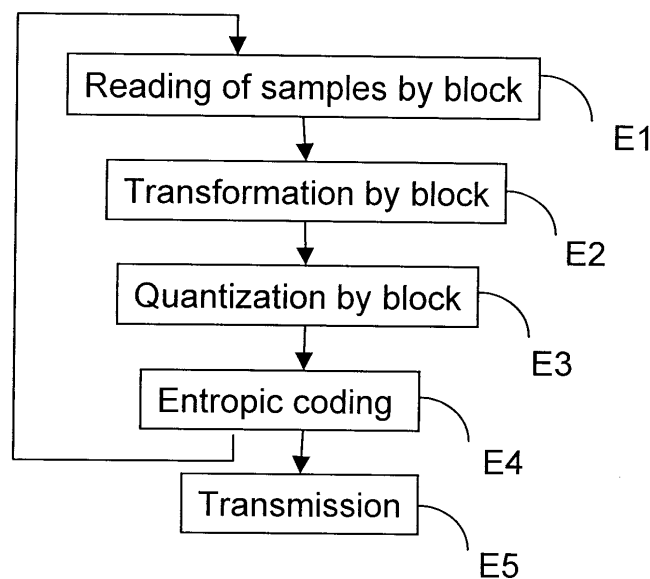 Reading of samples by block
E1
Transformation by block
E2
Quantization by block
E3
Entropic coding
E4
Transmission
E5